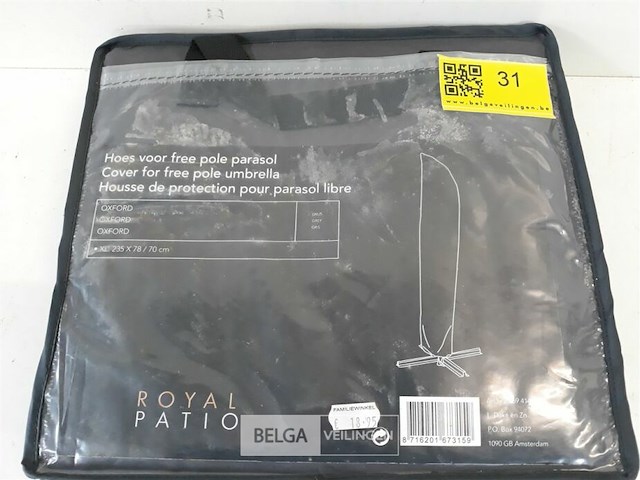 31
www.belgaveilingen.be
Hoes voor free pole parasol
Cover for free pole umbrella
Housse de protection pour parasol libre
OXFORD
OXFORD
OXFORD
• XL: 235 X 78 / 70 cm
ROYAL
PATIO
FAMILIEWINKEL
18.95
BELGA VEILINGEN
8 716201 673159
P.O. Box 94072
1090 GB Amsterdam